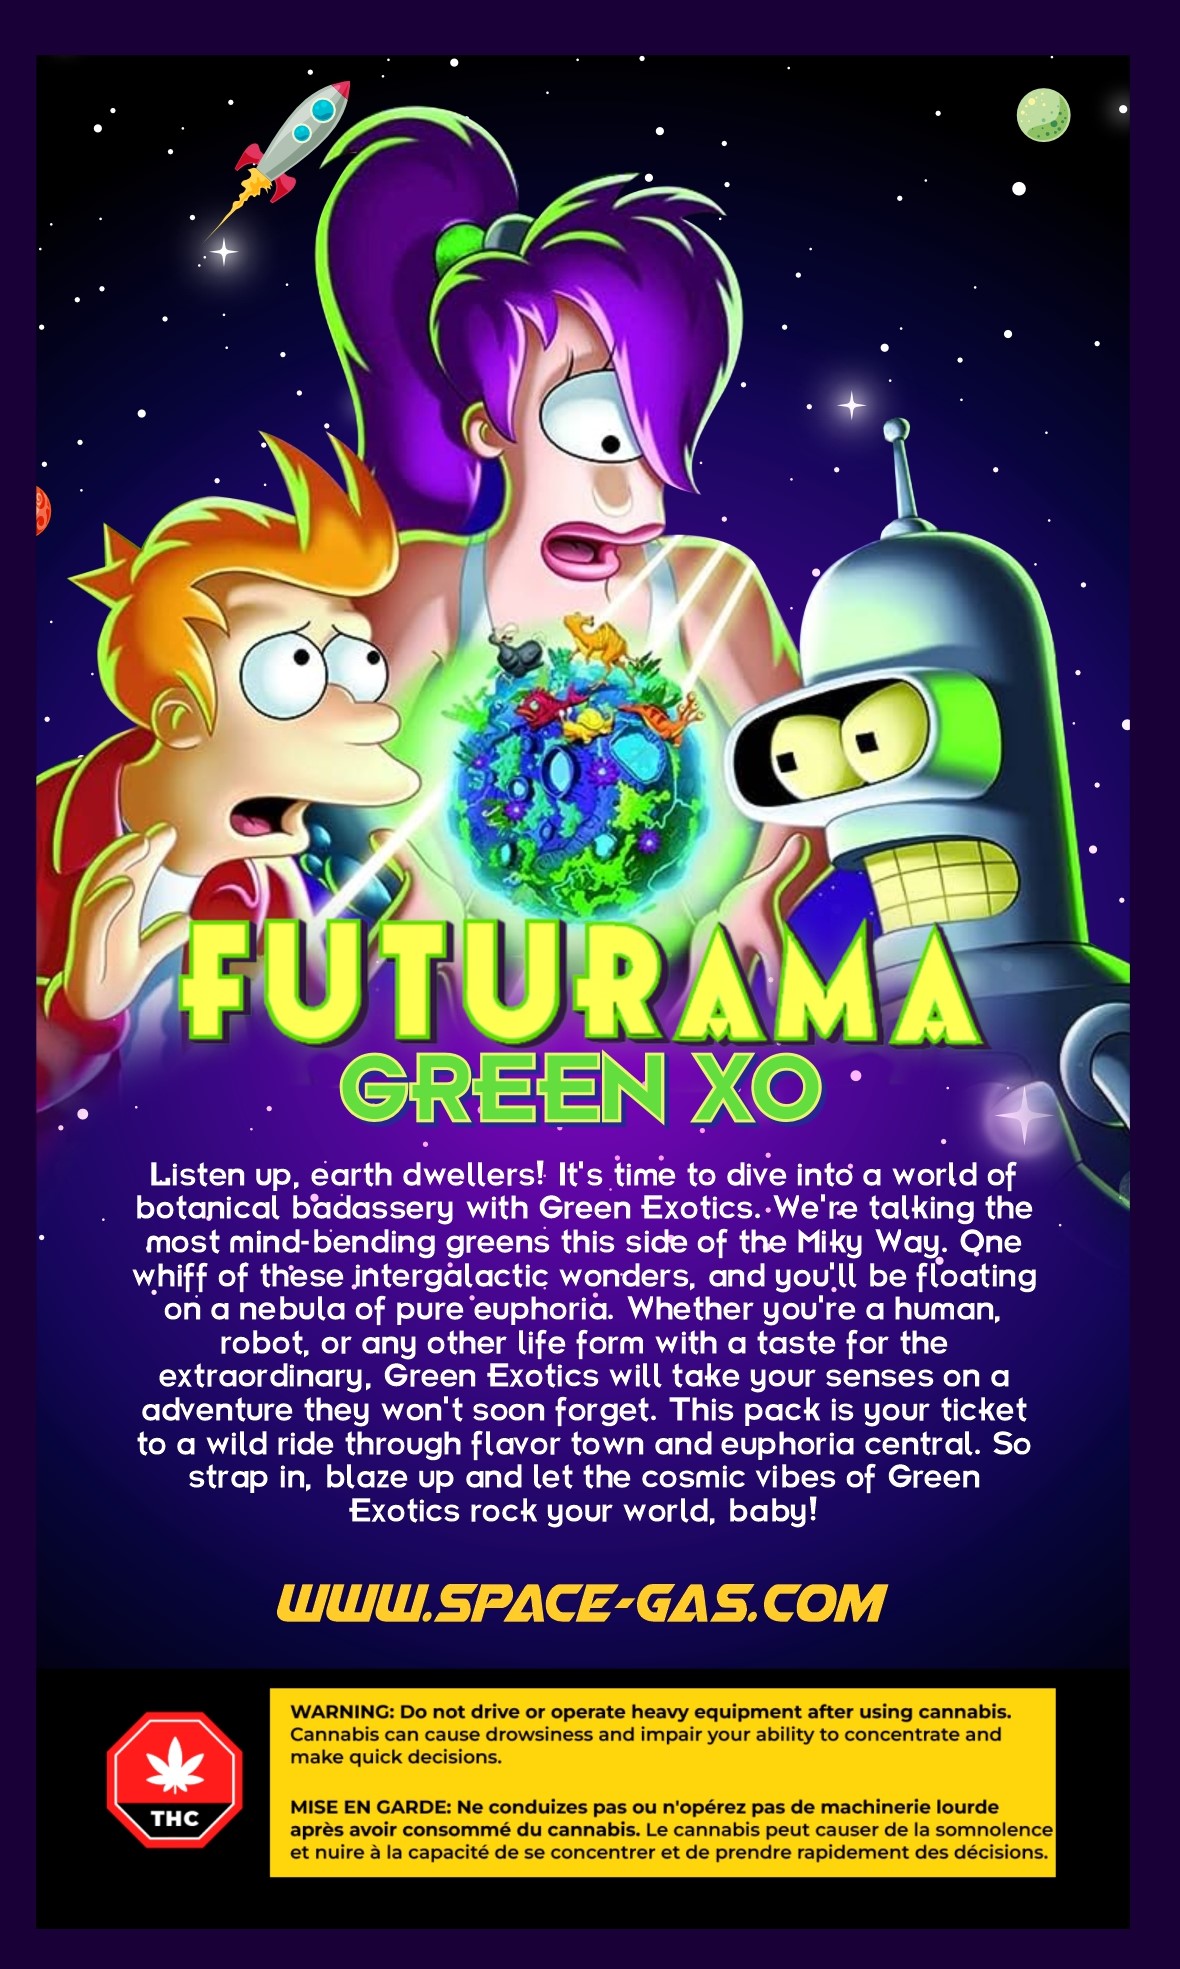 FUTURAMA
GREEN XO
Listen up, earth dwellers! It's time to dive into a world of
botanical badassery with Green Exotics. We're talking the
most mind-bending greens this side of the Miky Way. One
whiff of these intergalactic wonders, and you'll be floating
on a nebula of pure euphoria. Whether you're a human,
robot, or any other life form with a taste for the
extraordinary, Green Exotics will take your senses on a
adventure they won't soon forget. This pack is your ticket
to a wild ride through flavor town and euphoria central. So
strap in, blaze up and let the cosmic vibes of Green
Exotics rock your world, baby!
WWW.SPACE-GAS.COM
THC
WARNING: Do not drive or operate heavy equipment after using cannabis.
Cannabis can cause drowsiness and impair your ability to concentrate and
make quick decisions.
MISE EN GARDE: Ne conduizes pas ou n'opérez pas de machinerie lourde
après avoir consommé du cannabis. Le cannabis peut causer de la somnolence
et nuire à la capacité de se concentrer et de prendre rapidement des décisions.